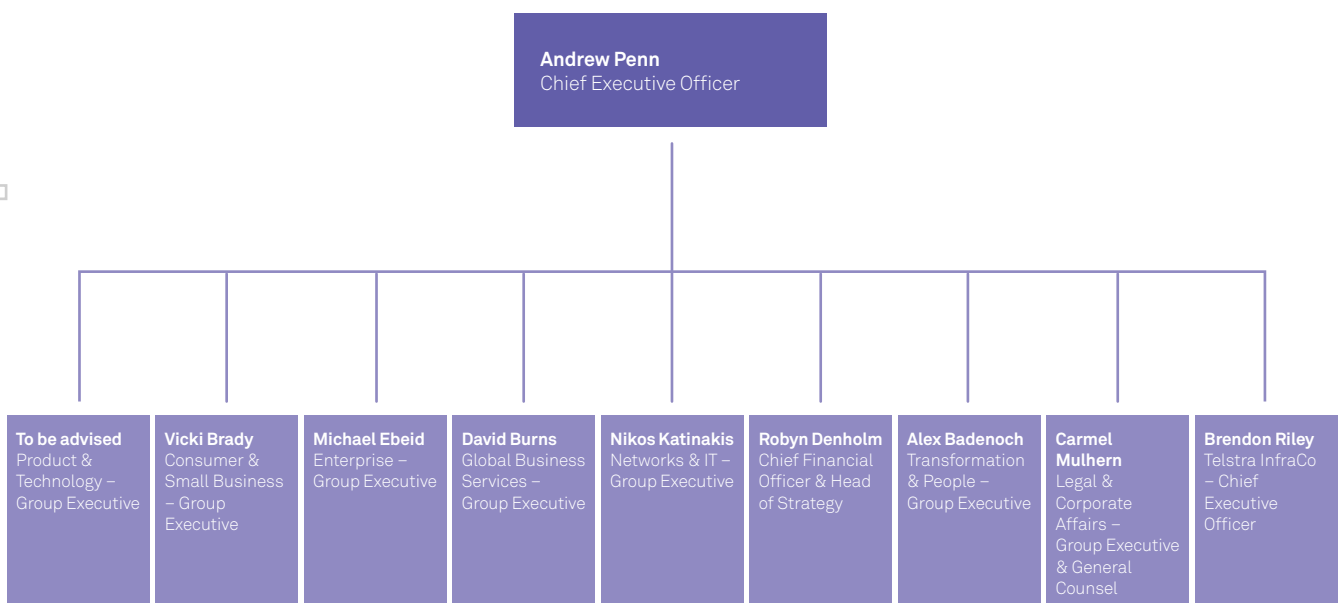 Andrew Penn
Chief Executive Officer
To be advised
Product &
Technology –
Group Executive
Vicki Brady
Consumer &
Small Business
– Group
Executive
Michael Ebeid
Enterprise –
Group Executive
David Burns
Global Business
Services –
Group Executive
Nikos Katinakis
Networks & IT –
Group Executive
Robyn Denholm
Chief Financial
Officer & Head
of Strategy
Alex Badenoch
Transformation
& People –
Group Executive
Carmel
Mulhern
Legal &
Corporate
Affairs –
Group Executive
& General
Counsel
Brendon Riley
Telstra InfraCo
– Chief
Executive
Officer